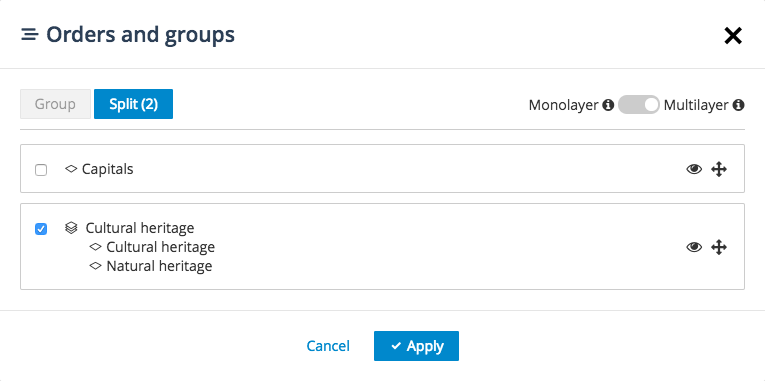 Orders and groups
Group Split (2) Monolayer Multilayer
Capitals
Cultural heritage
Cultural heritage
Natural heritage
Cancel Apply